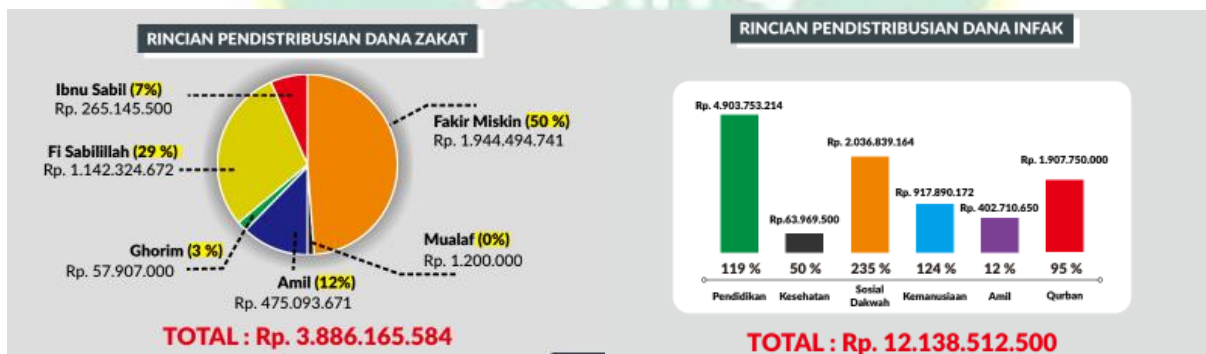 RINCIAN PENDISTRIBUSIAN DANA ZAKAT
Ibnu Sabil (7%)
Rp. 265.145.500
Fakir Miskin (50 %)
Rp. 1.944.494.741
Fi Sabilillah (29 %)
Rp. 1.142.324.672
Ghorim (3 %)
Rp. 57.907.000
Mualaf (0%)
Rp. 1.200.000
Amil (12%)
Rp. 475.093.671
TOTAL : Rp. 3.886.165.584
RINCIAN PENDISTRIBUSIAN DANA INFAK
Rp. 4.903.753.214
Rp.63.969.500
Rp. 2.036.839.164
Rp. 917.890.172
Rp. 402.710.650
Rp. 1.907.750.000
119 % 50 % 235 % 124 % 12 % 95 %
Pendidikan Kesehatan Sosial Dakwah Kemanusiaan Amil Qurban
TOTAL : Rp. 12.138.512.500